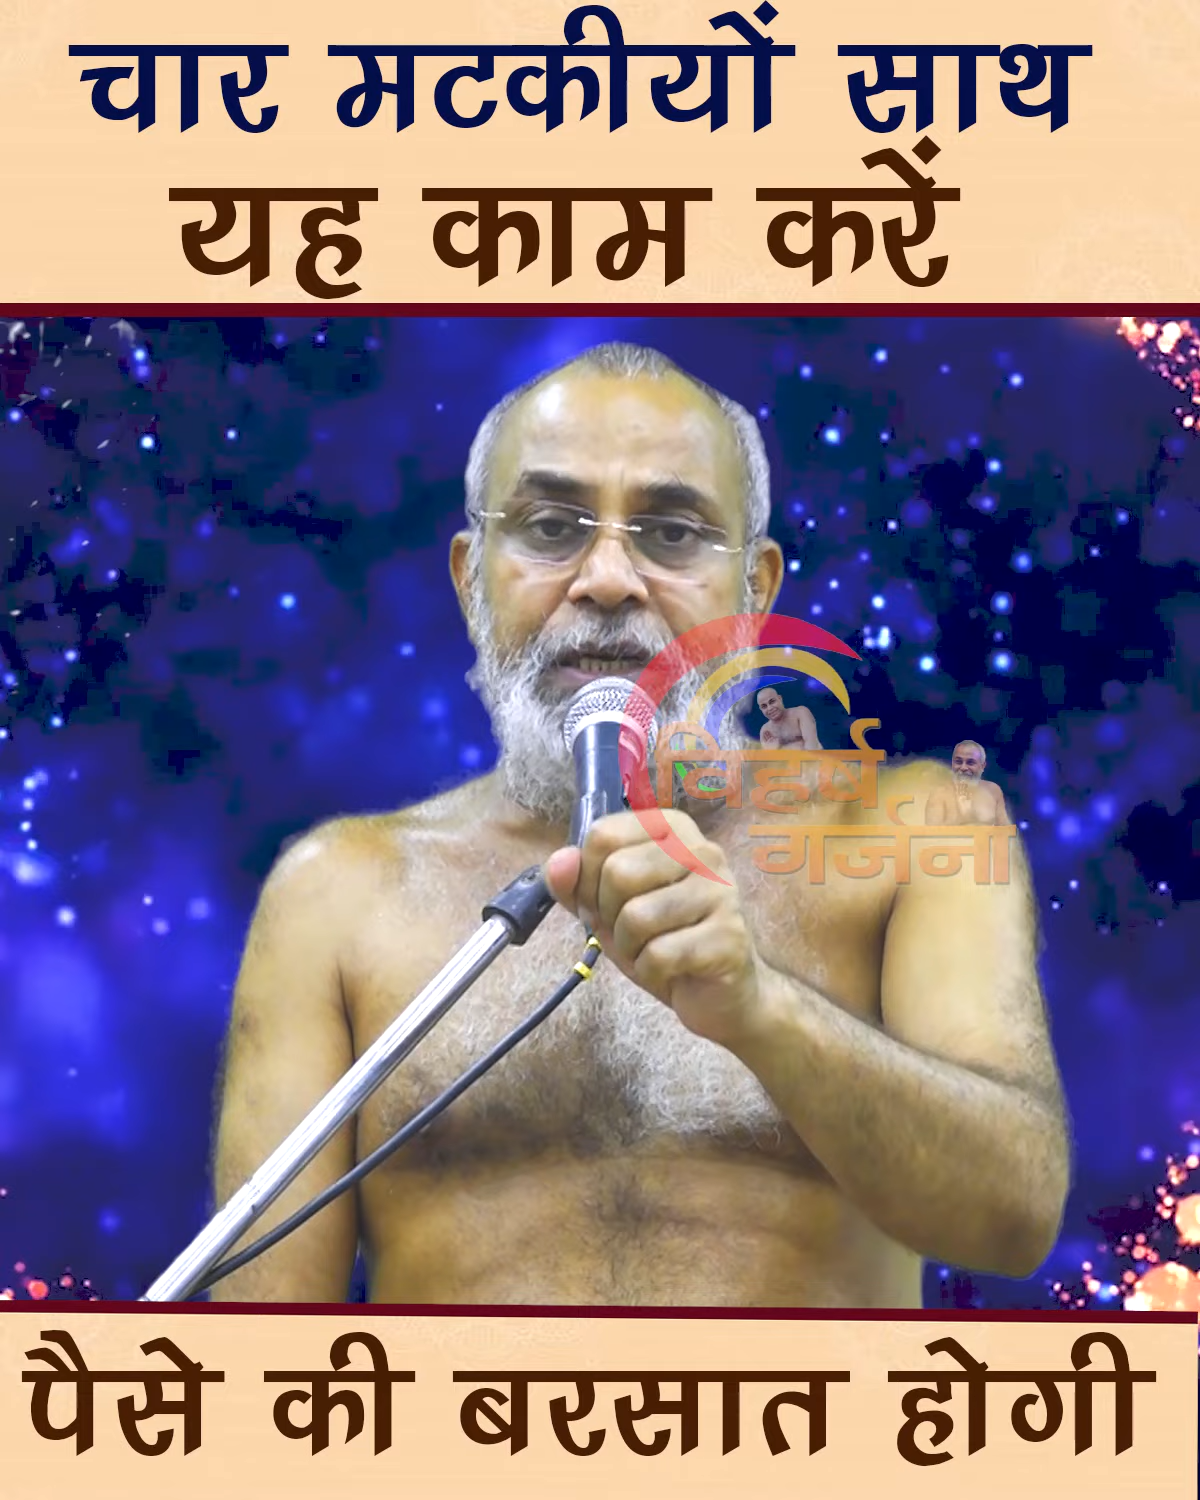 चार मटकीयों साथ
यह काम करें
विहर्ष
गर्जना
पैसे की बरसात होगी